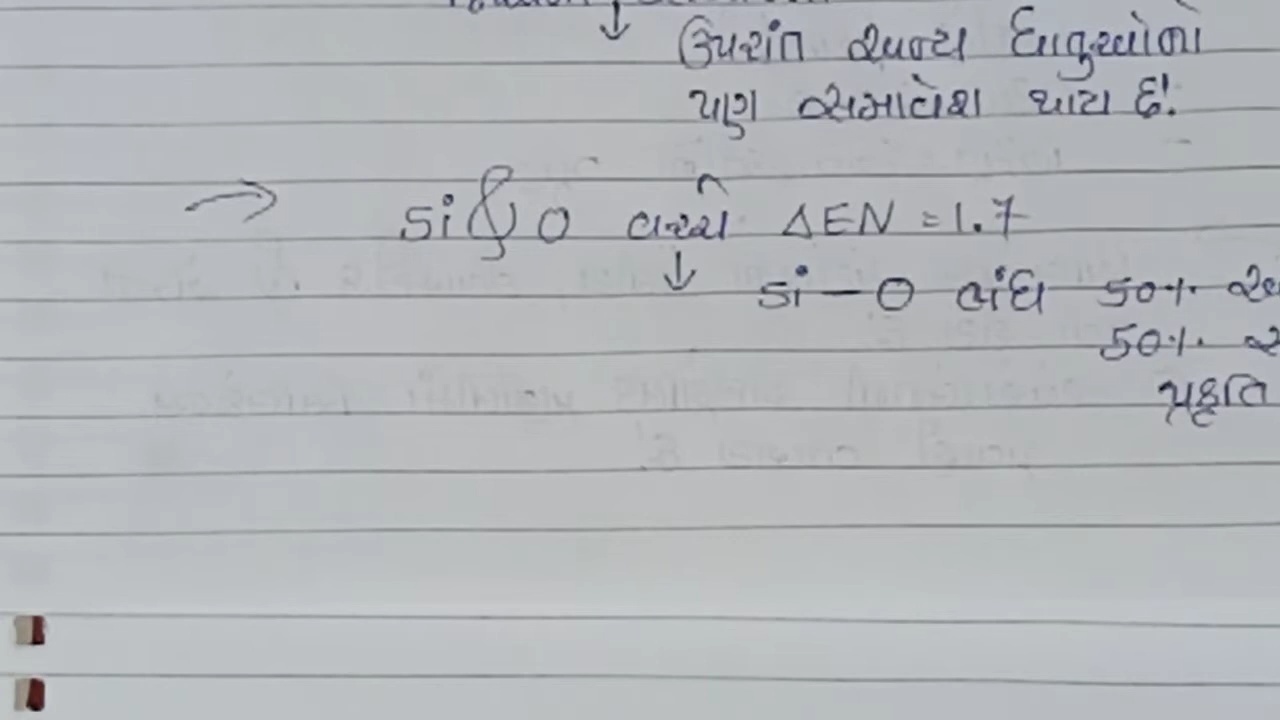 ઉપરાંત અન્ય ધાતુઓનો
પણ સમાવેશ થાય છે.
→ Si & O વચ્ચે ΔEN = 1.7
↓ Si – O બંધ 50%
50%
પ્રકૃતિ